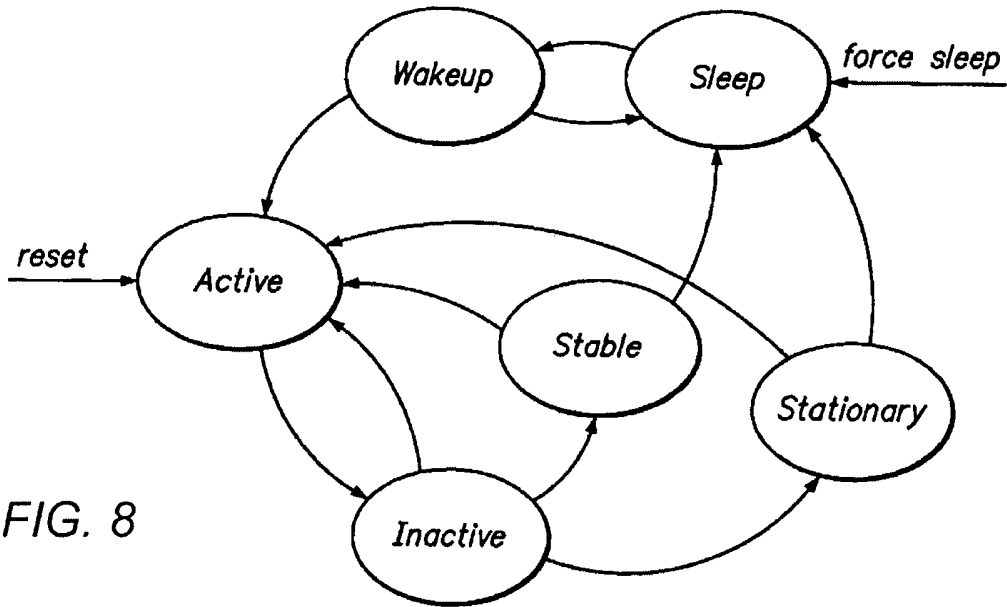 Wakeup
Sleep
force sleep
reset
Active
Stable
Stationary
Inactive
FIG. 8